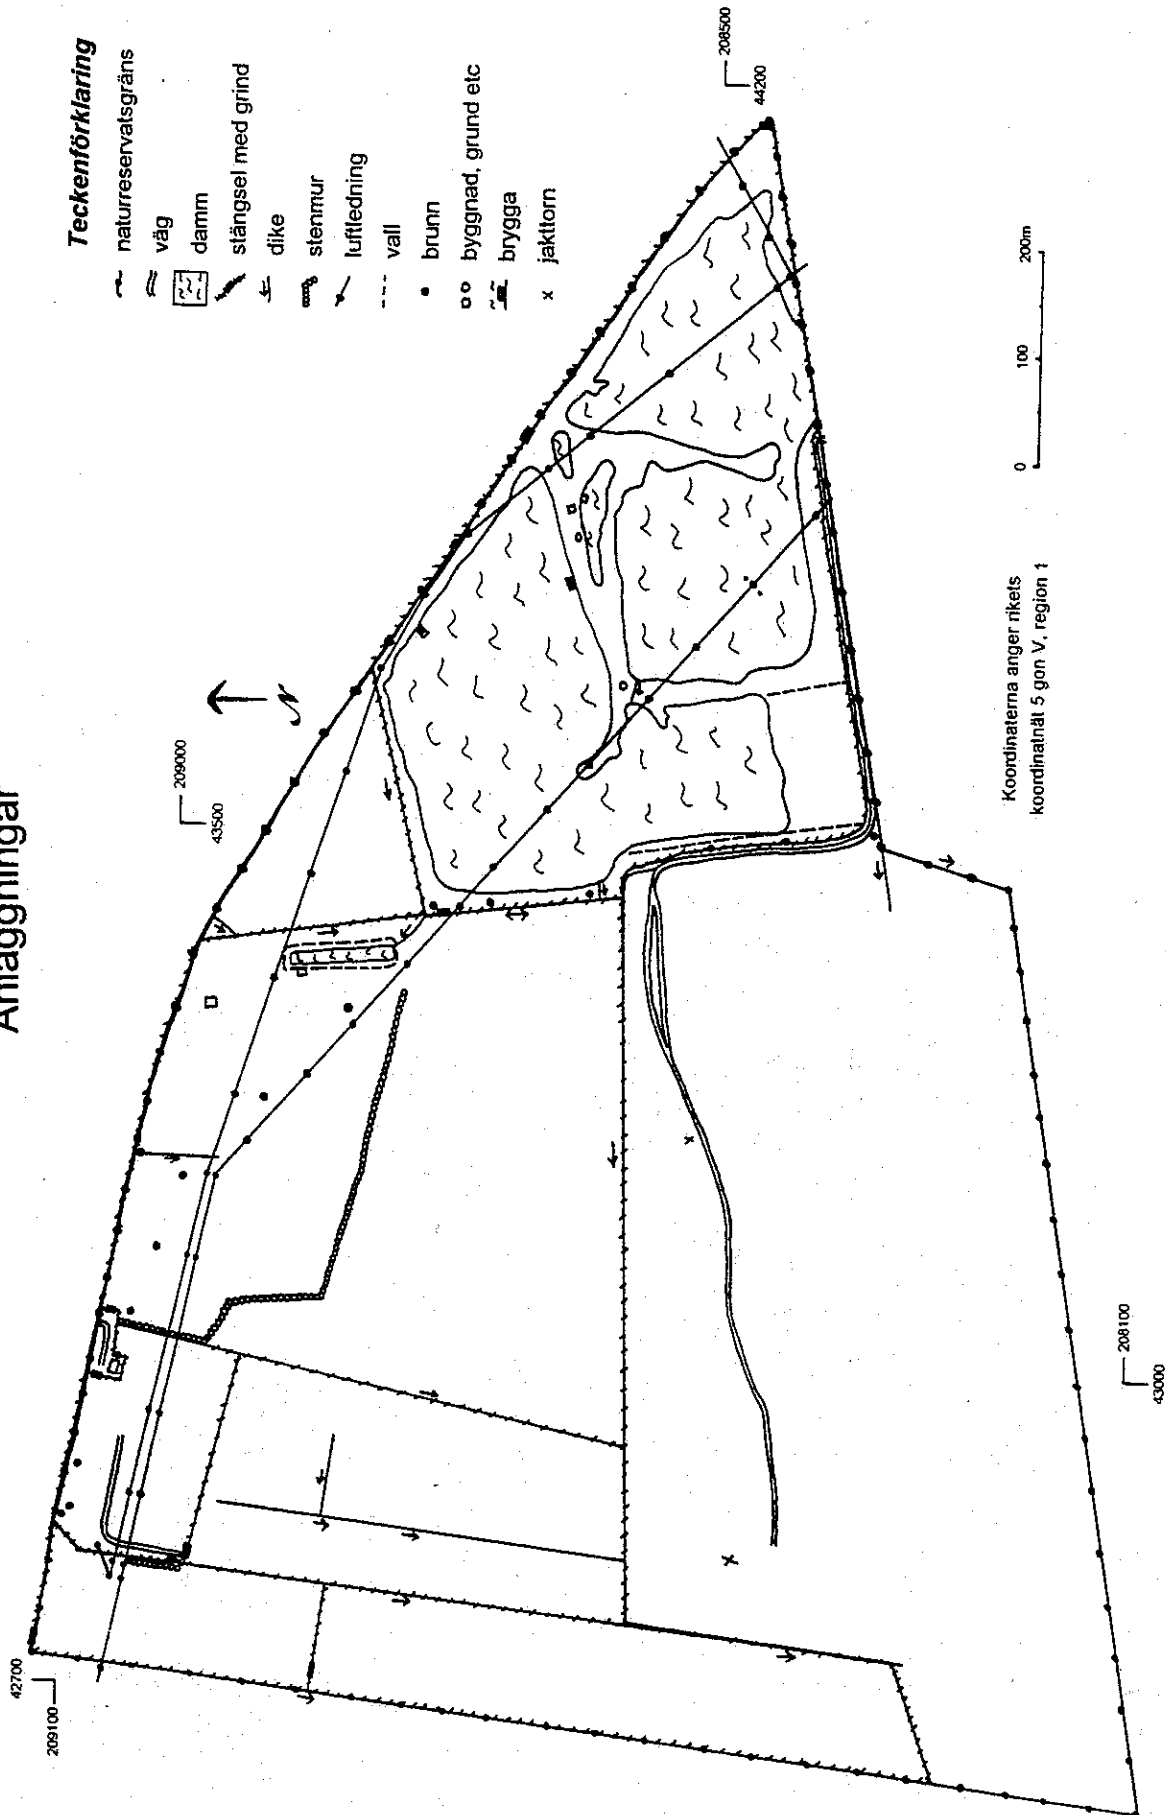 Anläggningar
Teckenförklaring
naturreservatsgräns
väg
damm
stängsel med grind
dike
stenmur
luftledning
vall
brunn
byggnad, grund etc
brygga
jakttorn
42700
209100
209000
43500
N
208500
44200
0 100 200m
Koordinaterna anger rikets
koordinatnät 5 gon V, region 1
208100
43000